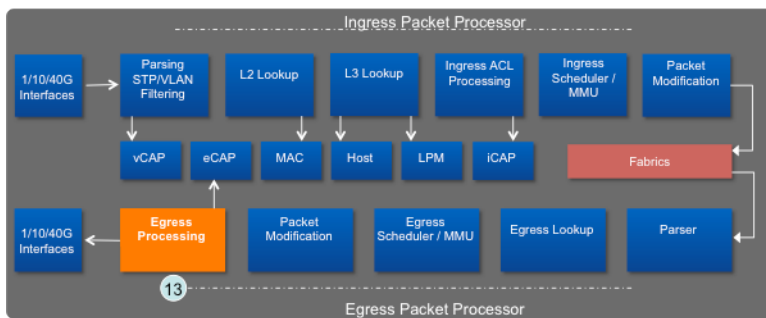 Ingress Packet Processor
1/10/40G
Interfaces
Parsing
STP/VLAN
Filtering
L2 Lookup
L3 Lookup
Ingress ACL
Processing
Ingress
Scheduler /
MMU
Packet
Modification
vCAP
eCAP
MAC
Host
LPM
iCAP
Fabrics
1/10/40G
Interfaces
Egress
Processing
Packet
Modification
Egress
Scheduler / MMU
Egress Lookup
Parser
13
Egress Packet Processor